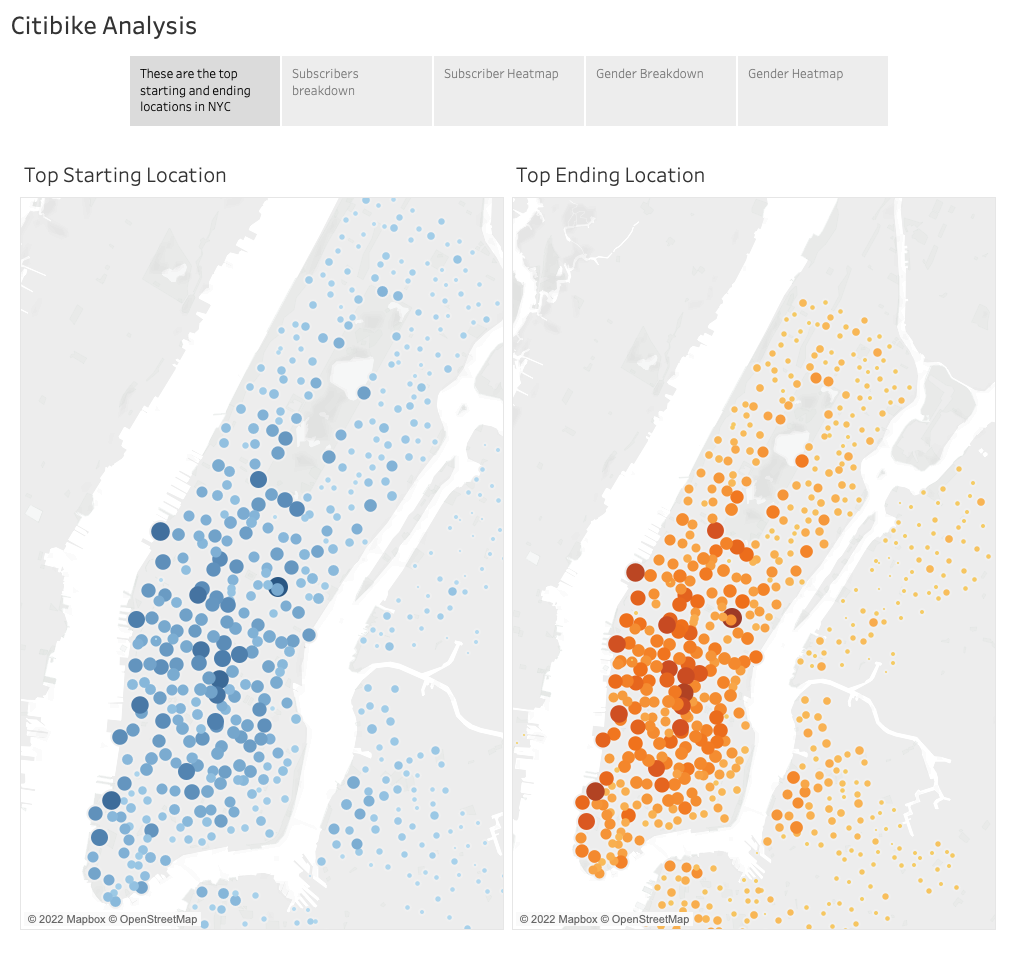 Citibike Analysis
These are the top
starting and ending
locations in NYC
Subscribers
breakdown
Subscriber Heatmap
Gender Breakdown
Gender Heatmap
Top Starting Location
Top Ending Location
© 2022 Mapbox © OpenStreetMap
© 2022 Mapbox © OpenStreetMap